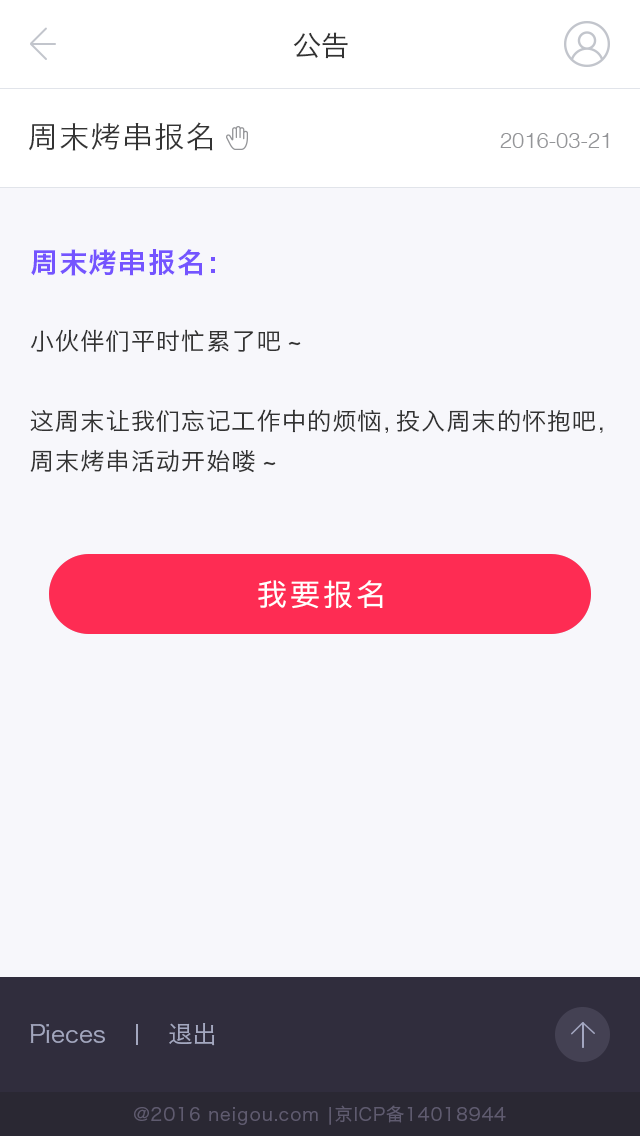 公告
周末烤串报名 2016-03-21
周末烤串报名:
小伙伴们平时忙累了吧 ~
这周末让我们忘记工作中的烦恼, 投入周末的怀抱吧,
周末烤串活动开始喽 ~
我要报名
Pieces | 退出
@2016 neigou.com |京ICP备14018944